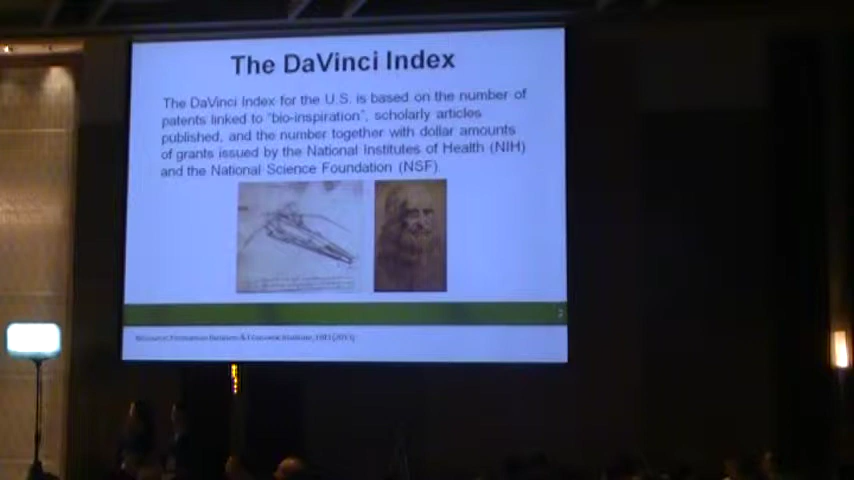 The DaVinci Index
The DaVinci Index for the U.S. is based on the number of
patents linked to "bio-inspiration", scholarly articles
published, and the number together with dollar amounts
of grants issued by the National Institutes of Health (NIH)
and the National Science Foundation (NSF).